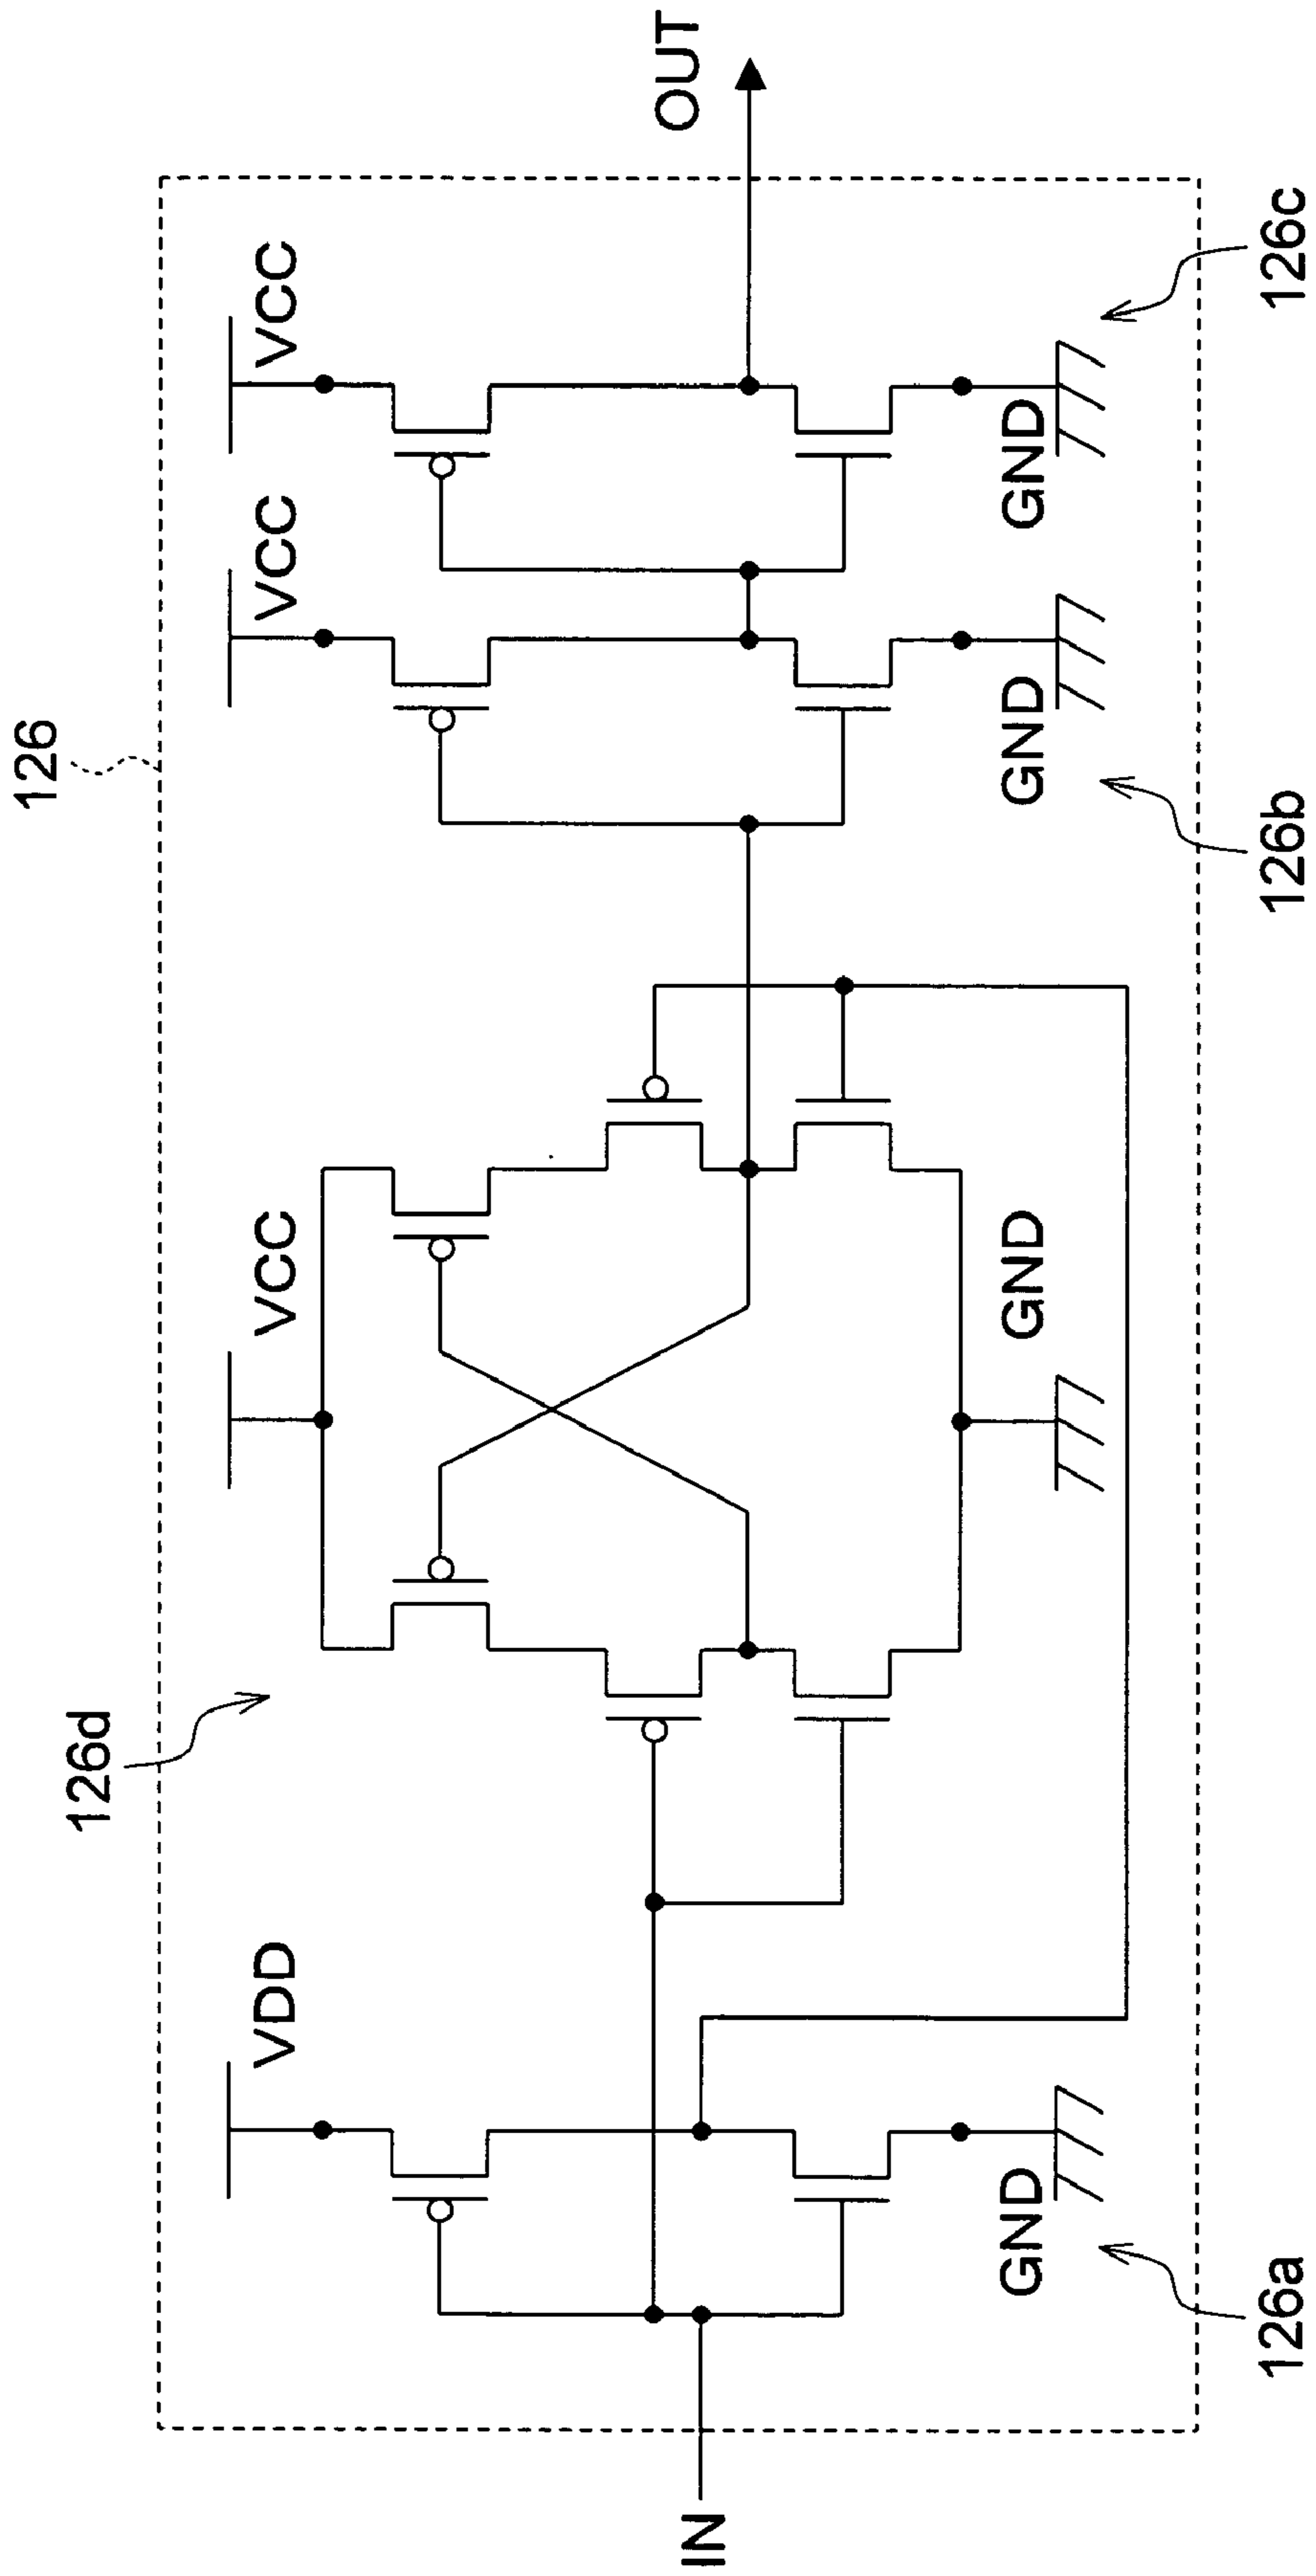 126
126d
VDD
VCC
VCC
VCC
IN
OUT
GND
GND
GND
GND
126a
126b
126c